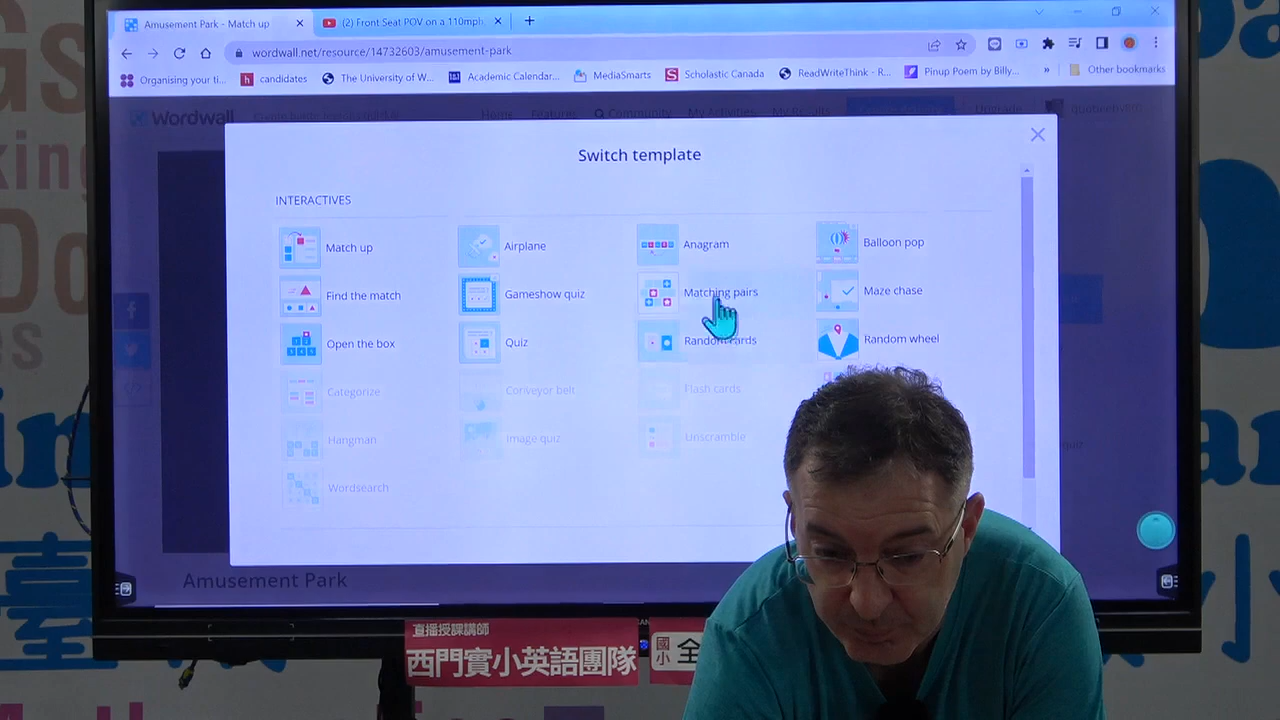 Amusement Park - Match up
(2) Front Seat POV on a 110mph
wordwall.net/resource/14732603/amusement-park
Organising your ti...
candidates
The University of W...
Academic Calendar...
MediaSmarts
Scholastic Canada
ReadWriteThink - R...
Pinup Poem by Billy...
»
Other bookmarks
Wordwall
Home
Features
Community
My Activities
My Results
Upgrade
Switch template
INTERACTIVES
Match up
Airplane
Anagram
Balloon pop
Find the match
Gameshow quiz
Matching pairs
Maze chase
Open the box
Quiz
Random cards
Random wheel
Categorize
Conveyor belt
Flash cards
Hangman
Image quiz
Unscramble
Wordsearch
Amusement Park
直播授課講師
西門實小英語團隊
國小
全
臺
小